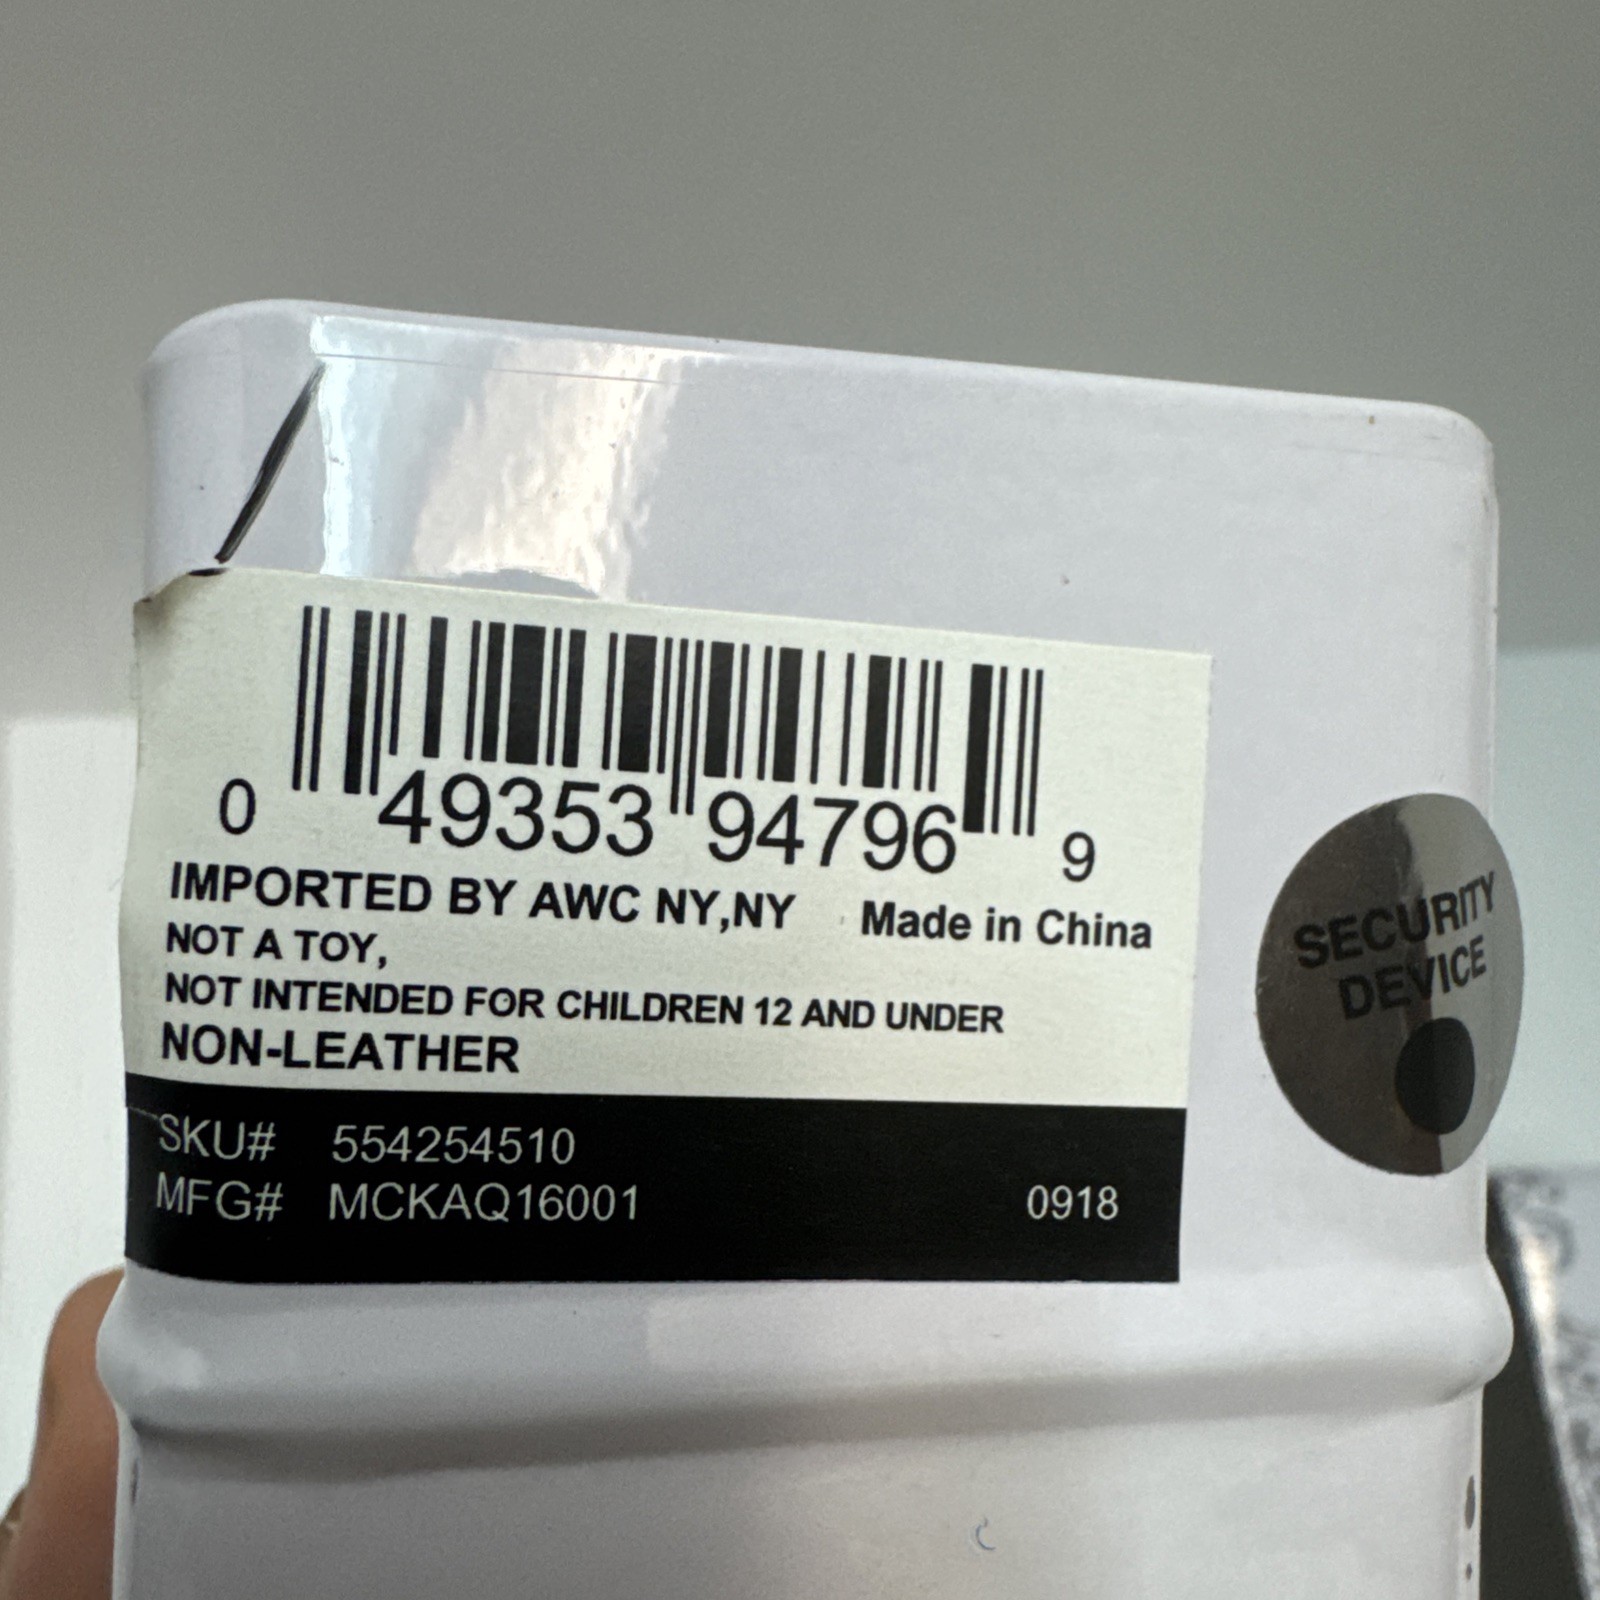 0 49353 94796 9
IMPORTED BY AWC NY,NY Made in China
NOT A TOY,
NOT INTENDED FOR CHILDREN 12 AND UNDER
NON-LEATHER
SKU# 554254510
MFG# MCKAQ16001 0918
SECURITY
DEVICE